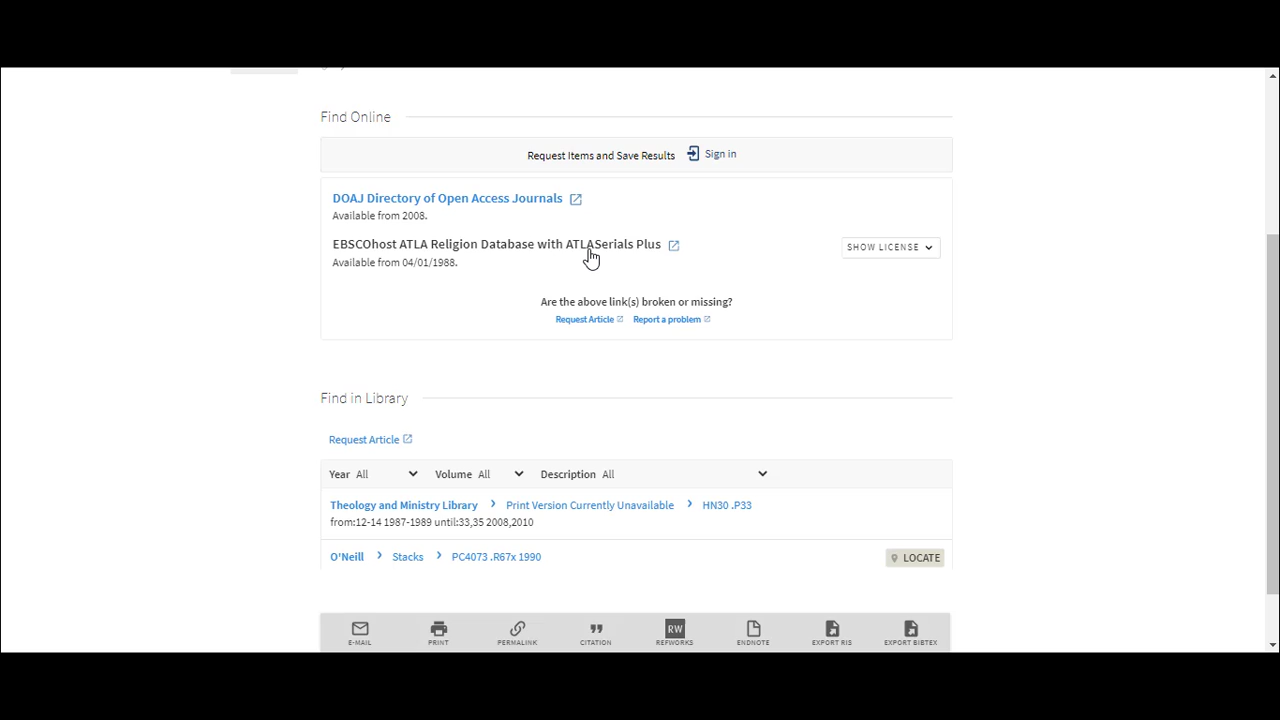 Find Online
Request Items and Save Results Sign in
DOAJ Directory of Open Access Journals
Available from 2008.
EBSCOhost ATLA Religion Database with ATLASerials Plus
SHOW LICENSE
Available from 04/01/1988.
Are the above link(s) broken or missing?
Request Article Report a problem
Find in Library
Request Article
Year All Volume All Description All
Theology and Ministry Library Print Version Currently Unavailable HN30 .P33
from:12-14 1987-1989 until:33,35 2008,2010
O'Neill Stacks PC4073 .R67x 1990 LOCATE
RW
E-MAIL PRINT PERMALINK CITATION REFWORKS ENDNOTE EXPORT RIS EXPORT BIBTEX